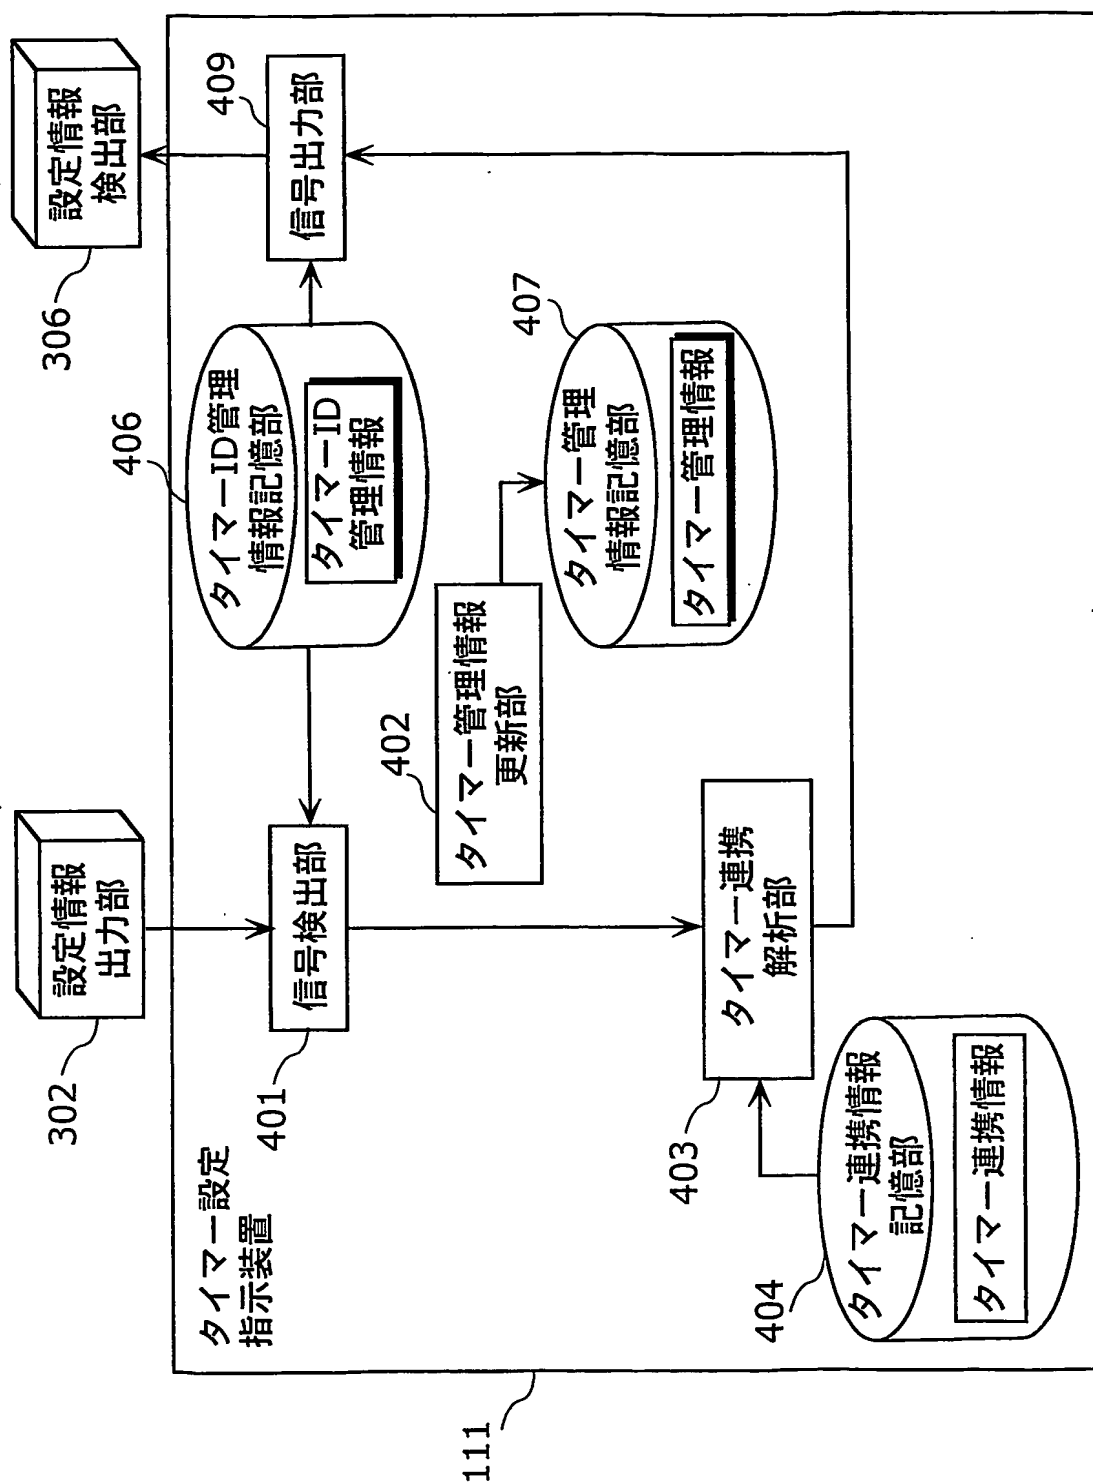 設定情報
出力部
302
設定情報
検出部
306
111
タイマー設定
指示装置
信号検出部
401
タイマーID管理
情報記憶部
タイマーID
管理情報
406
信号出力部
409
タイマー管理情報
更新部
402
タイマー管理
情報記憶部
タイマー管理情報
407
タイマー連携
解析部
403
タイマー連携情報
記憶部
タイマー連携情報
404